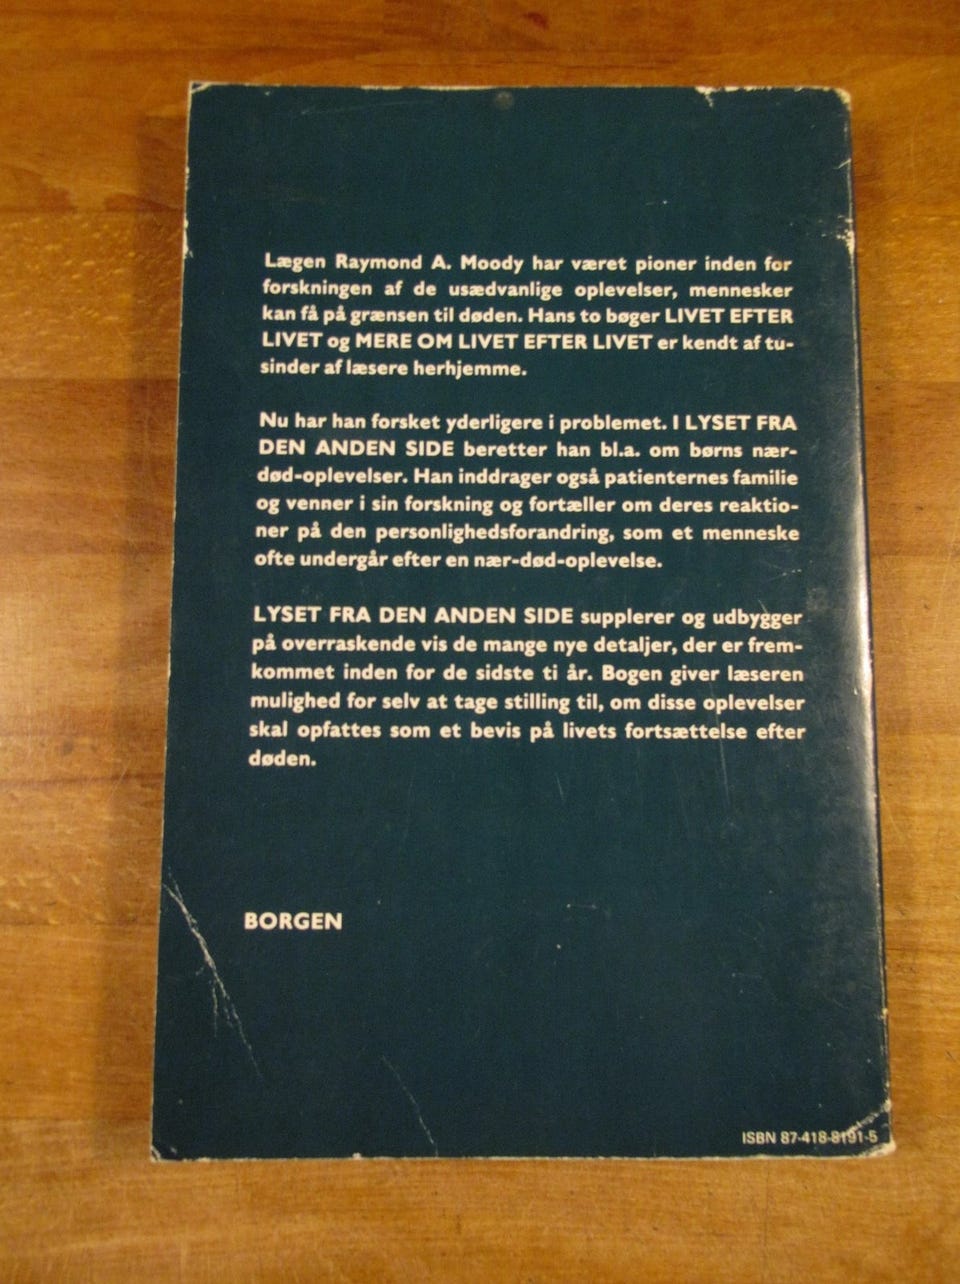 Lægen Raymond A. Moody har været pioner inden for
forskningen af de usædvanlige oplevelser, mennesker
kan få på grænsen til døden. Hans to bøger LIVET EFTER
LIVET og MERE OM LIVET EFTER LIVET er kendt af tu-
sinder af læsere herhjemme.
Nu har han forsket yderligere i problemet. I LYSET FRA
DEN ANDEN SIDE beretter han bl.a. om børns nær-
død-oplevelser. Han inddrager også patienternes familie
og venner i sin forskning og fortæller om deres reaktio-
ner på den personlighedsforandring, som et menneske
ofte undergår efter en nær-død-oplevelse.
LYSET FRA DEN ANDEN SIDE supplerer og udbygger
på overraskende vis de mange nye detaljer, der er frem-
kommet inden for de sidste ti år. Bogen giver læseren
mulighed for selv at tage stilling til, om disse oplevelser
skal opfattes som et bevis på livets fortsættelse efter
døden.
BORGEN
ISBN 87-418-8191-5